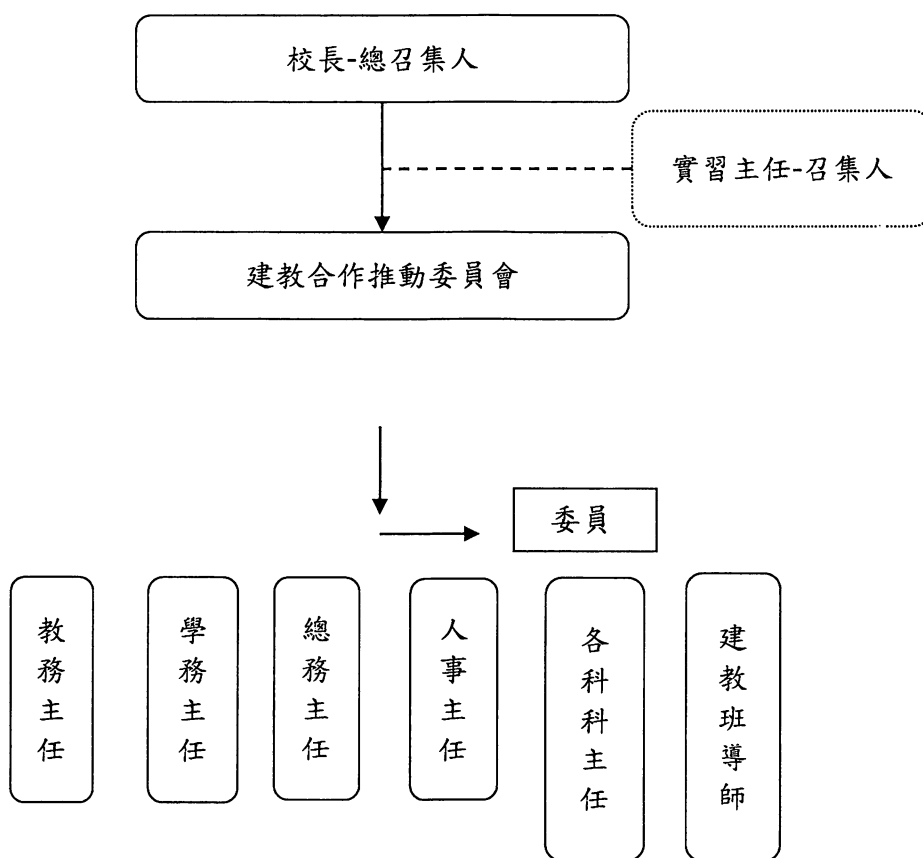 校長-總召集人
實習主任-召集人
建教合作推動委員會
委員
教務主任
學務主任
總務主任
人事主任
各科科主任
建教班導師